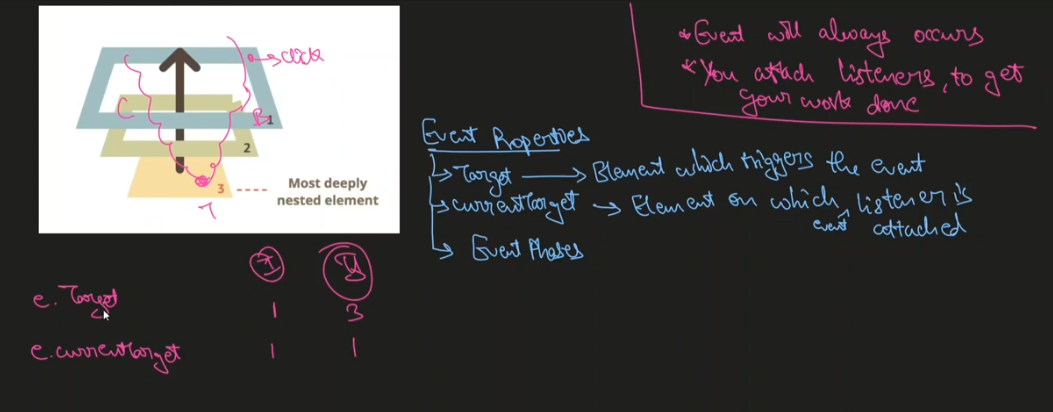 * Event will always occurs
* You attach listeners, to get
your work done
click
C
B
1
2
3
Most deeply
nested element
T
Event Properties
Target → Element which triggers the event
currentTarget → Element on which event listener is
attached
Event Phases
e. Target 1 3
e. currentTarget 1 1